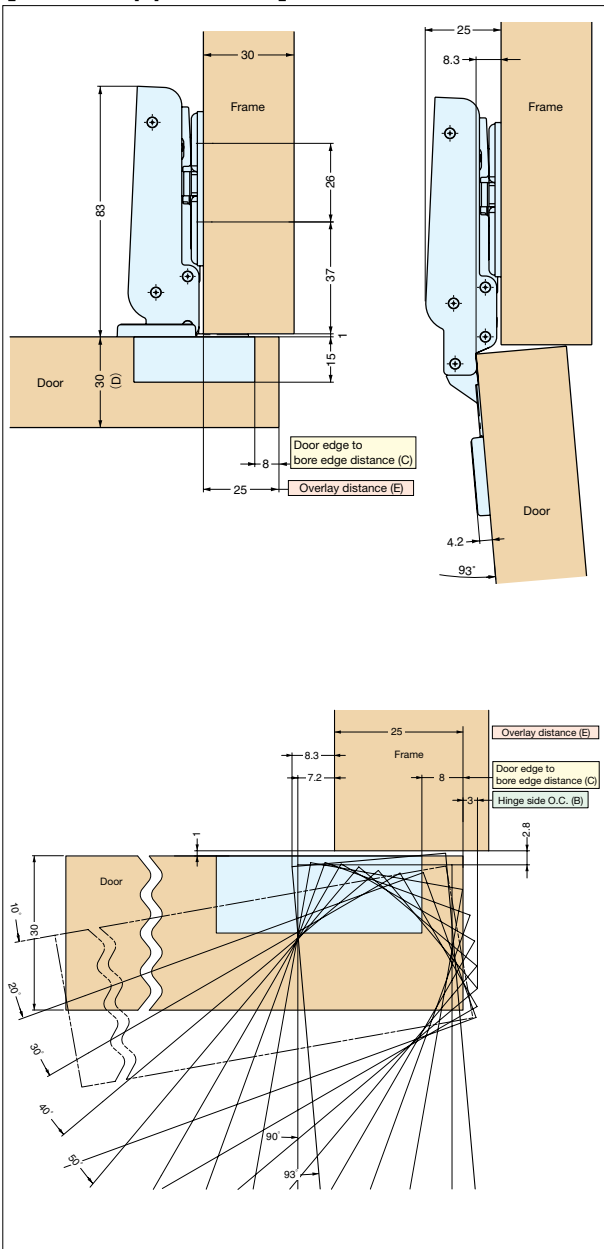 30
Frame
83
26
37
1
15
Door
30
(D)
8
Door edge to
bore edge distance (C)
25
Overlay distance (E)
25
8.3
Frame
Door
4.2
93°
25
Overlay distance (E)
8.3
Frame
7.2
8
Door edge to
bore edge distance (C)
3
Hinge side O.C. (B)
2.8
1
Door
30
10°
20°
30°
40°
50°
90°
93°